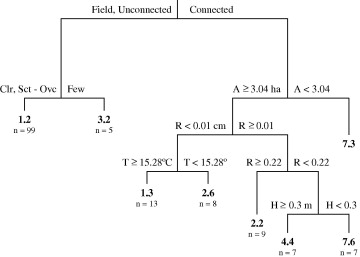 Field, Unconnected Connected
Clr, Sct - Ovc Few
A ≥ 3.04 ha A < 3.04
1.2 3.2
n = 99 n = 5
R < 0.01 cm R ≥ 0.01
7.3
T ≥ 15.28ºC T < 15.28º R ≥ 0.22 R < 0.22
1.3 2.6
n = 13 n = 8
H ≥ 0.3 m H < 0.3
2.2
n = 9
4.4 7.6
n = 7 n = 7